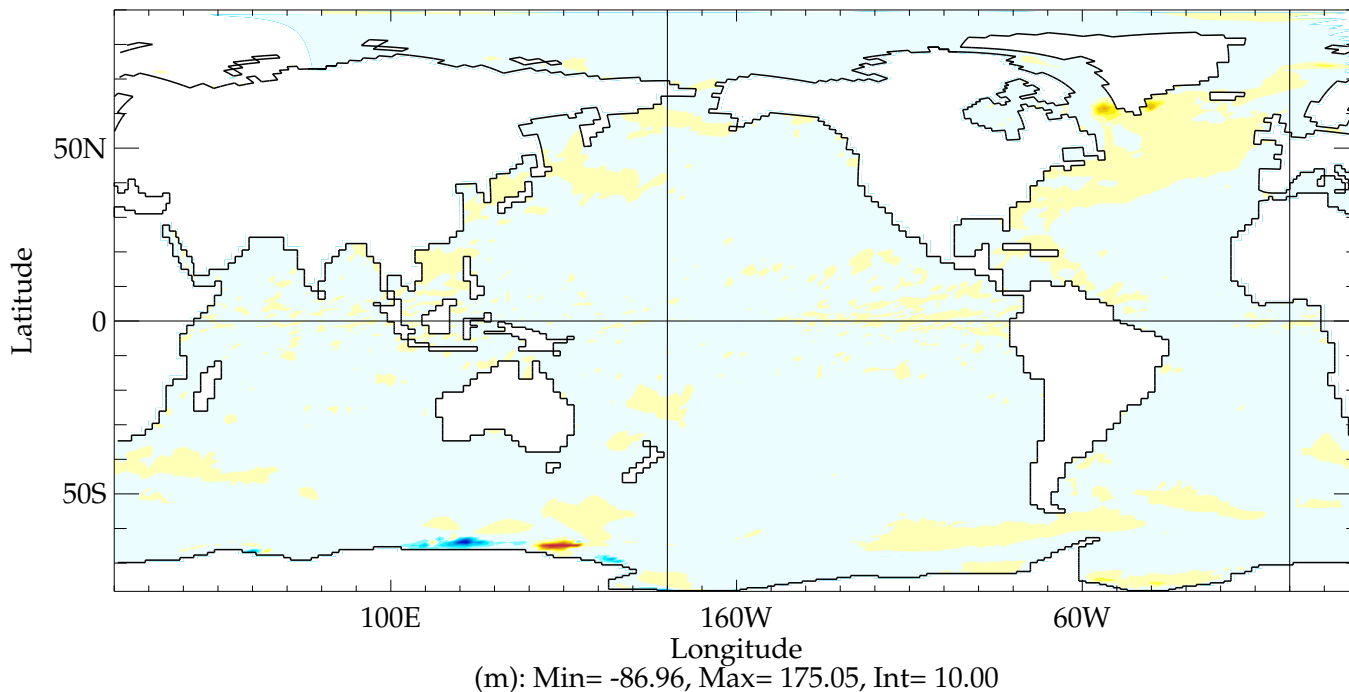 50N
0
50S
Latitude
100E 160W 60W
Longitude
(m): Min= -86.96, Max= 175.05, Int= 10.00